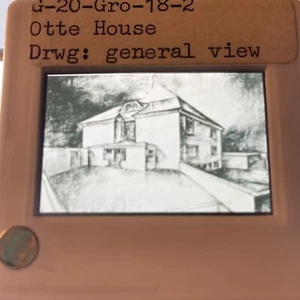 G-20-Gro-18-2
Otte House
Drwg: general view